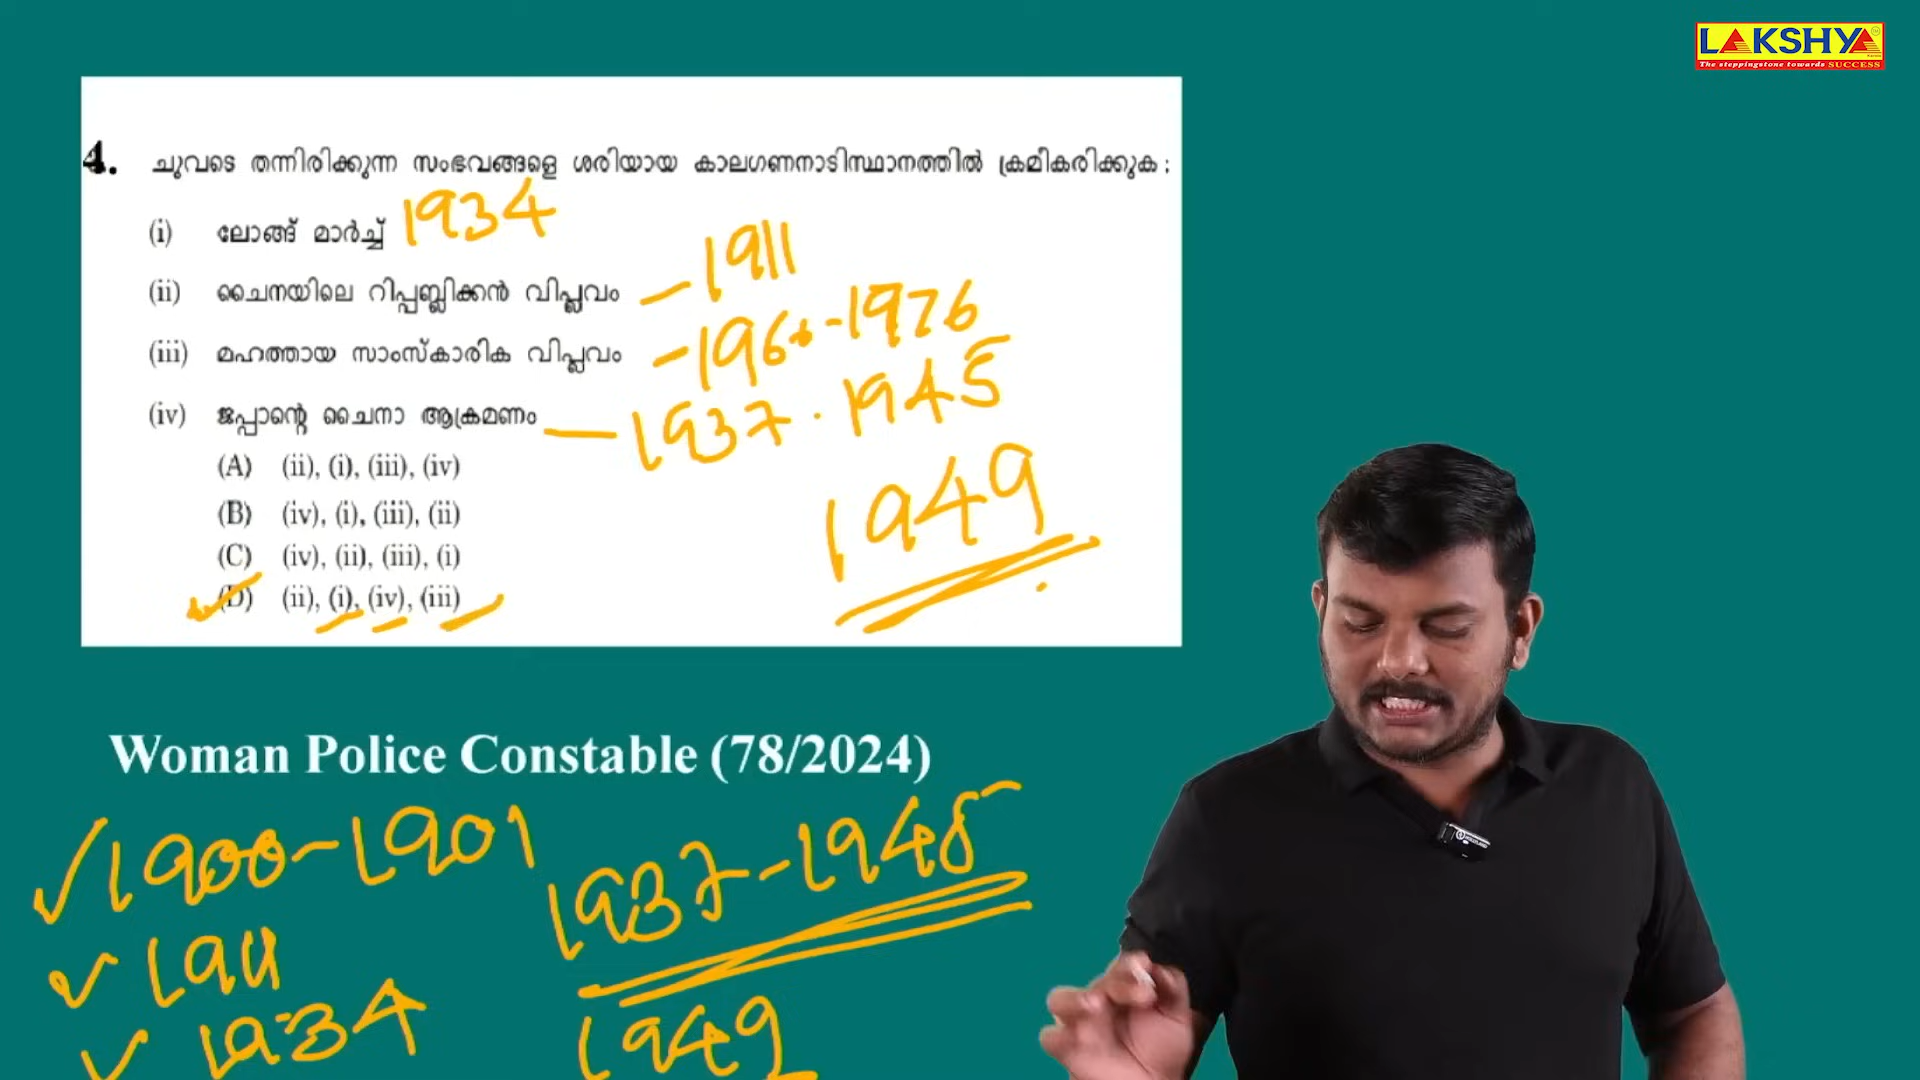 LAKSHYA
The steppingstone towards SUCCESS
4. ചുവടെ തന്നിരിക്കുന്ന സംഭവങ്ങളെ ശരിയായ കാലഗണനാടിസ്ഥാനത്തിൽ ക്രമീകരിക്കുക :
(i) ലോങ്ങ് മാർച്ച് 1934
(ii) ചൈനയിലെ റിപ്പബ്ലിക്കൻ വിപ്ലവം – 1911
(iii) മഹത്തായ സാംസ്കാരിക വിപ്ലവം – 1966-1976
(iv) ജപ്പാന്റെ ചൈനാ ആക്രമണം – 1937 . 1945
(A) (ii), (i), (iii), (iv)
(B) (iv), (i), (iii), (ii)
1949
(C) (iv), (ii), (iii), (i)
(D) (ii), (i), (iv), (iii)
Woman Police Constable (78/2024)
1900-1901
1937-1945
1911
1934
1949